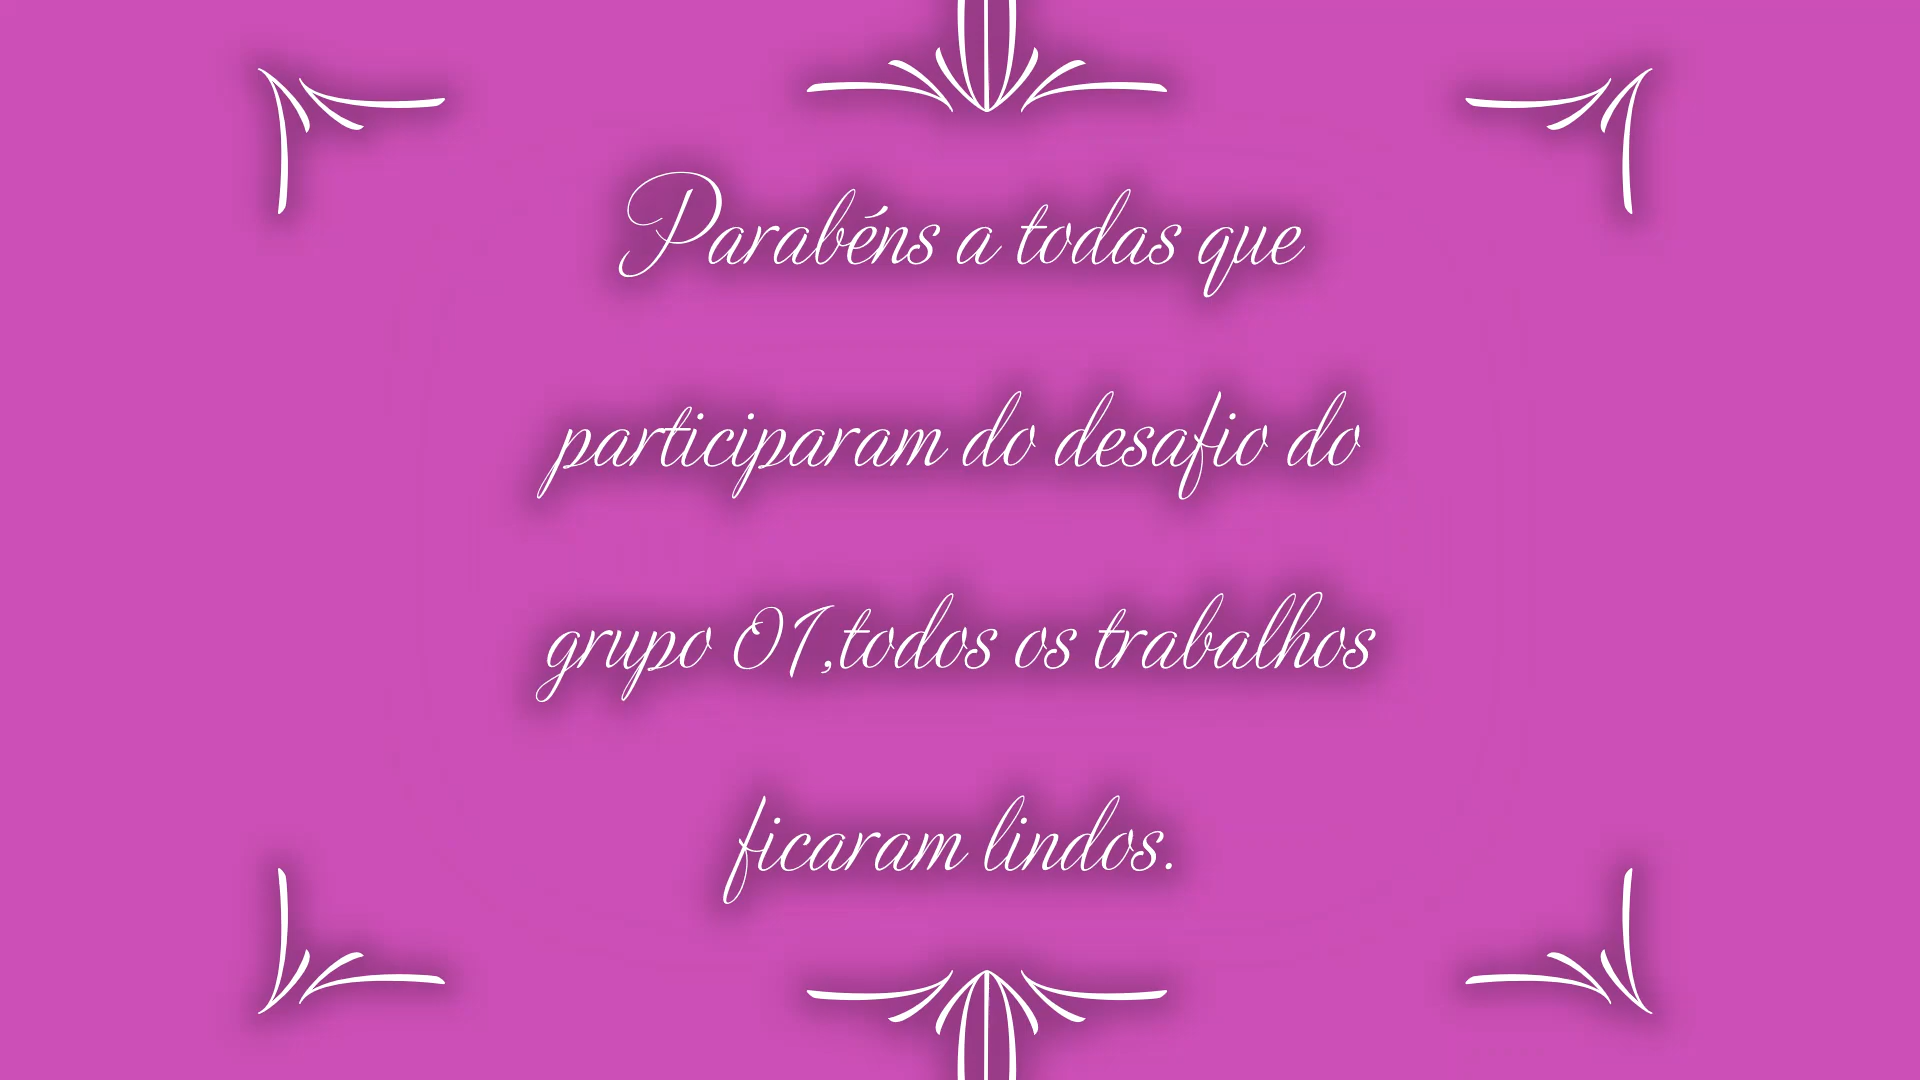 Parabéns a todas que
participaram do desafio do
grupo 01,todos os trabalhos
ficaram lindos.